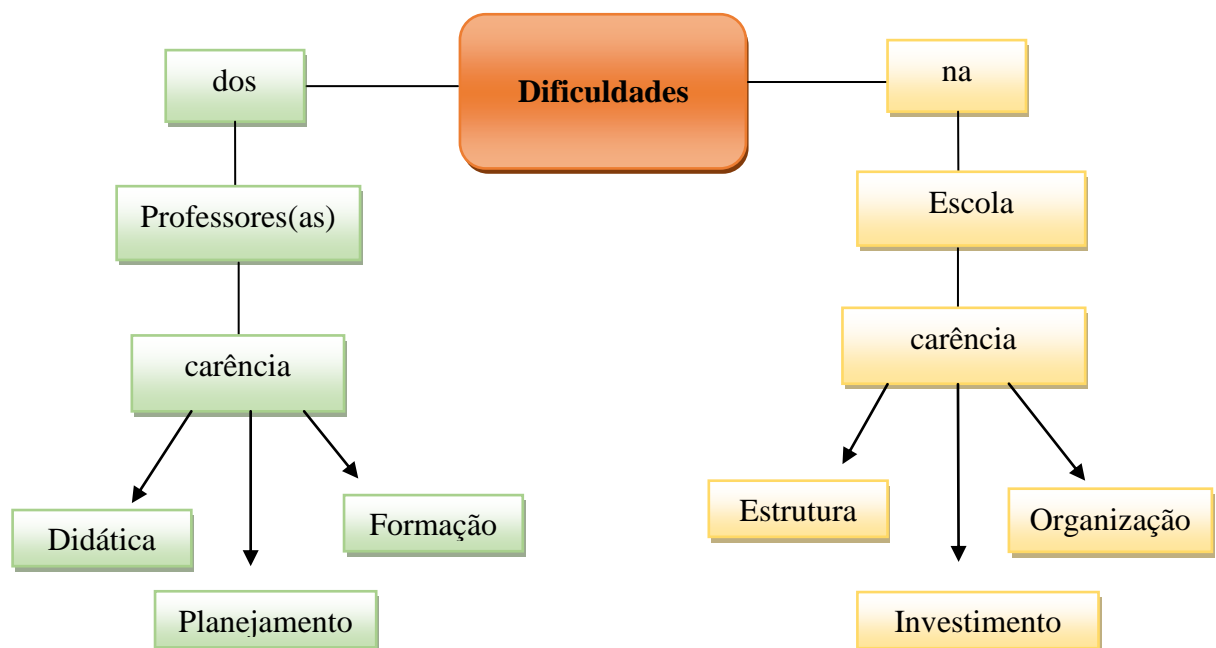 Dificuldades
dos
Professores(as)
carência
Didática
Planejamento
Formação
na
Escola
carência
Estrutura
Investimento
Organização